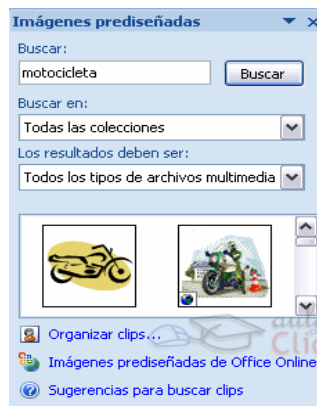 Imágenes prediseñadas
Buscar:
motocicleta
Buscar
Buscar en:
Todas las colecciones
Los resultados deben ser:
Todos los tipos de archivos multimedia
Organizar clips...
Imágenes prediseñadas de Office Online
Sugerencias para buscar clips